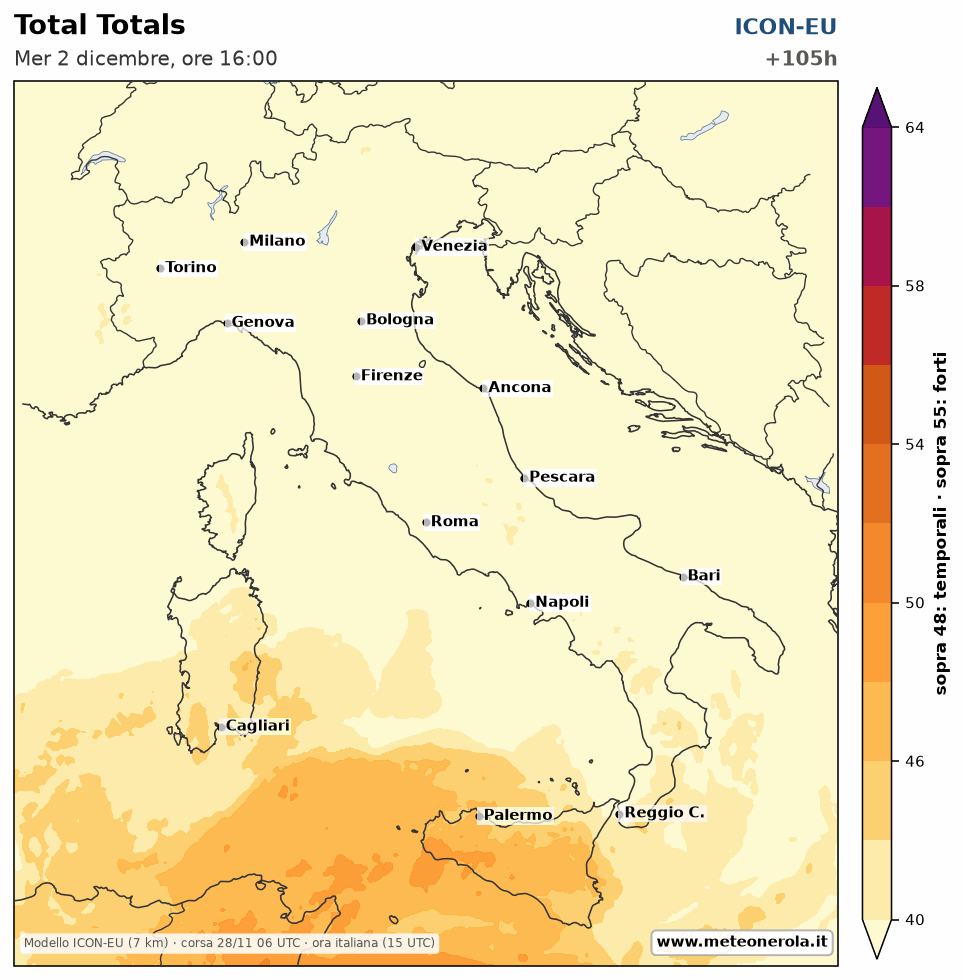 Total Totals
ICON-EU
Mer 2 dicembre, ore 16:00
+105h
Milano
Venezia
Torino
Genova
Bologna
Firenze
Ancona
Pescara
Roma
Bari
Napoli
Cagliari
Palermo
Reggio C.
64
58
54
50
46
40
sopra 48: temporali · sopra 55: forti
Modello ICON-EU (7 km) · corsa 28/11 06 UTC · ora italiana (15 UTC)
www.meteonerola.it